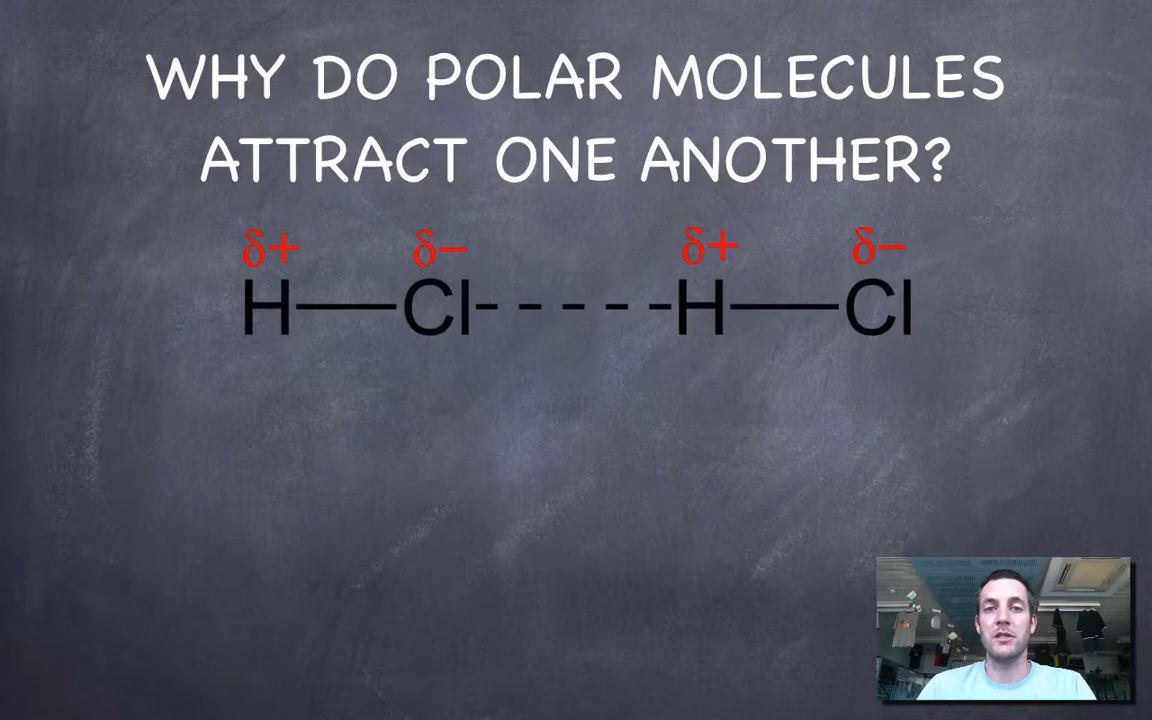 WHY DO POLAR MOLECULES
ATTRACT ONE ANOTHER?
δ+ δ− δ+ δ−
H Cl H Cl